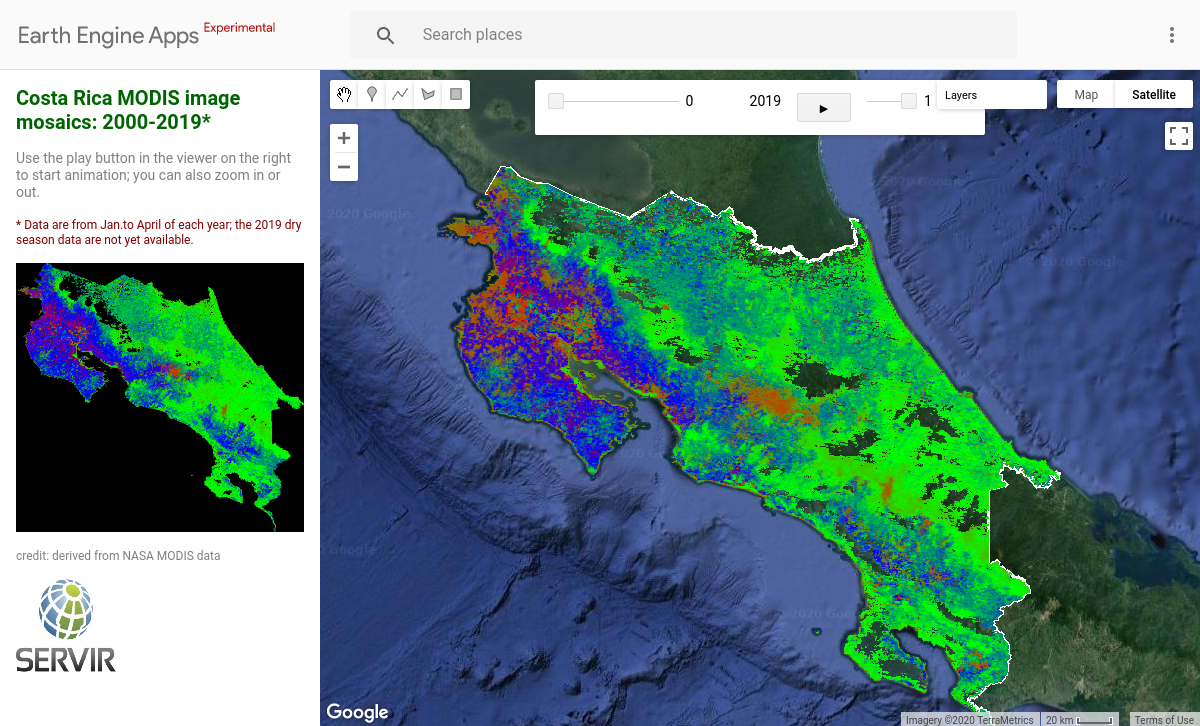 Earth Engine Apps Experimental
Search places
Costa Rica MODIS image
mosaics: 2000-2019*
Use the play button in the viewer on the right
to start animation; you can also zoom in or
out.
* Data are from Jan.to April of each year; the 2019 dry
season data are not yet available.
credit: derived from NASA MODIS data
SERVIR
0
2019
1
Layers
Map
Satellite
2020 Google
2020 Google
2020 Google
Google
Google
Imagery ©2020 TerraMetrics
20 km
Terms of Use